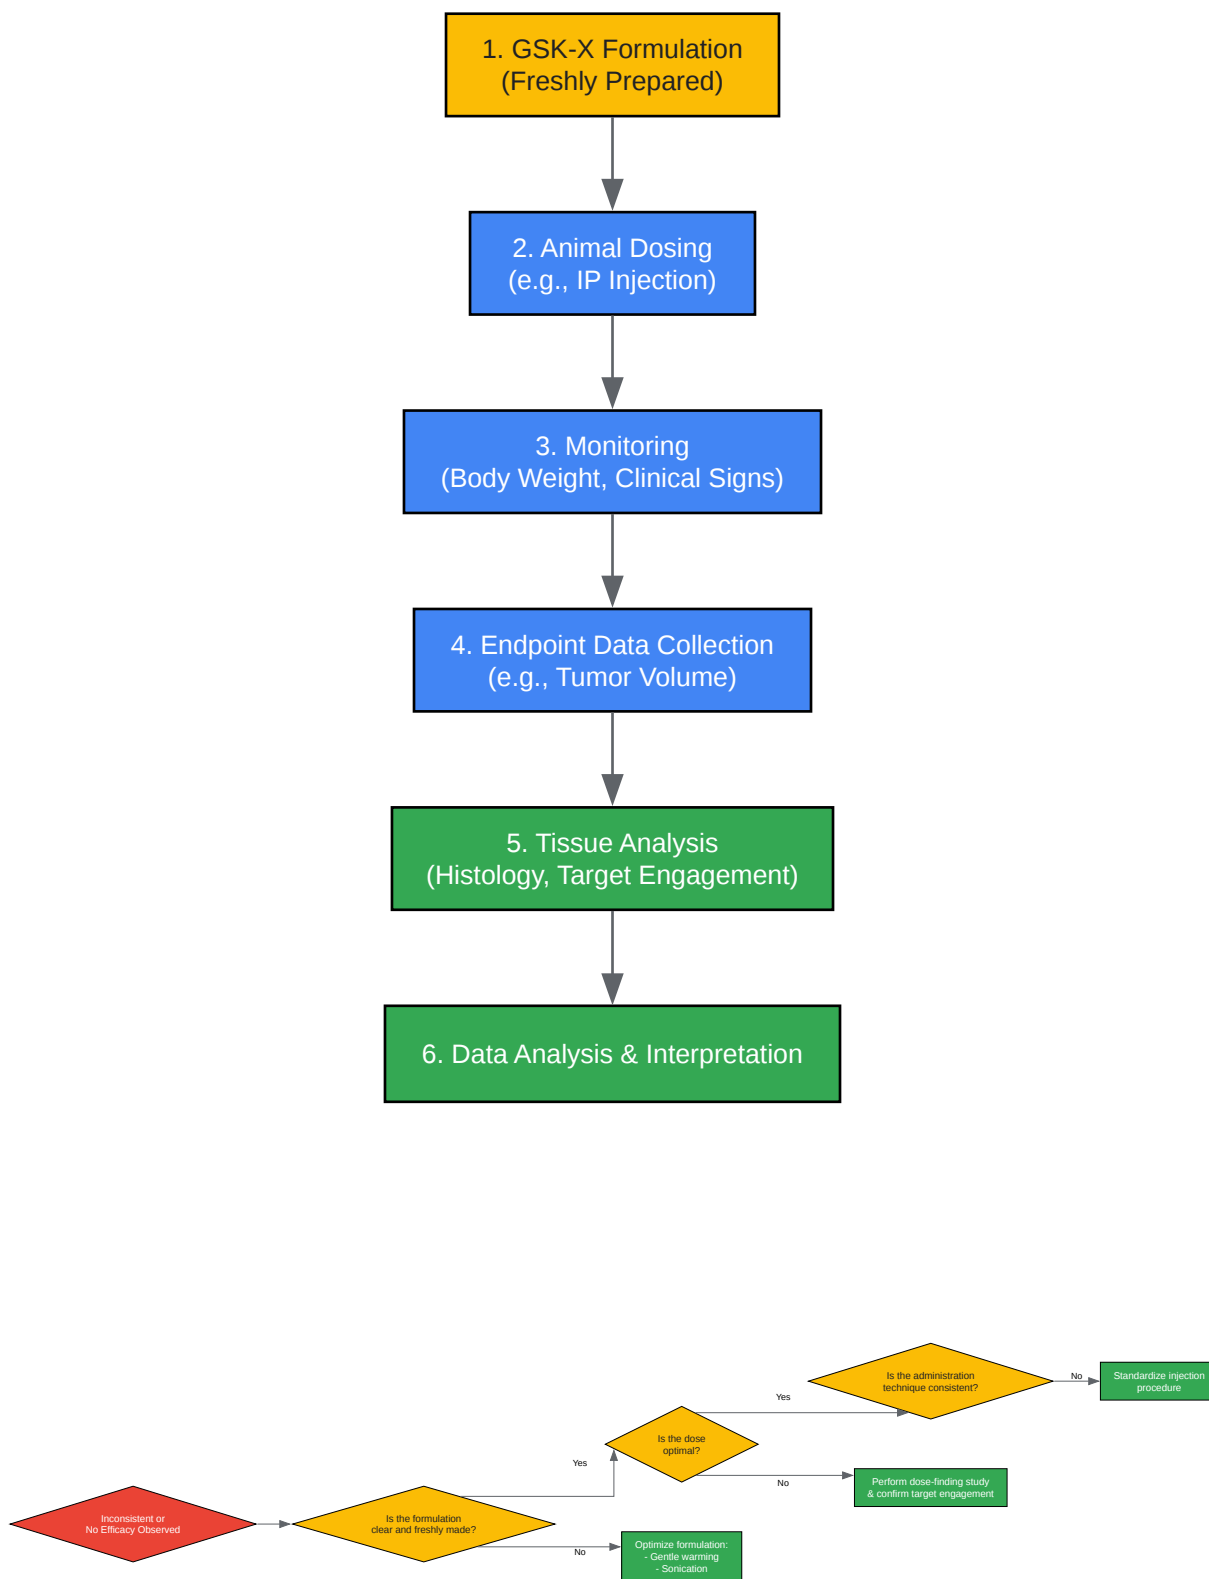 1. GSK-X Formulation
(Freshly Prepared)
2. Animal Dosing
(e.g., IP Injection)
3. Monitoring
(Body Weight, Clinical Signs)
4. Endpoint Data Collection
(e.g., Tumor Volume)
5. Tissue Analysis
(Histology, Target Engagement)
6. Data Analysis & Interpretation
Inconsistent or
No Efficacy Observed
Is the formulation
clear and freshly made?
Yes
No
Optimize formulation:
- Gentle warming
- Sonication
Is the dose
optimal?
Yes
No
Perform dose-finding study
& confirm target engagement
Is the administration
technique consistent?
No
Standardize injection
procedure